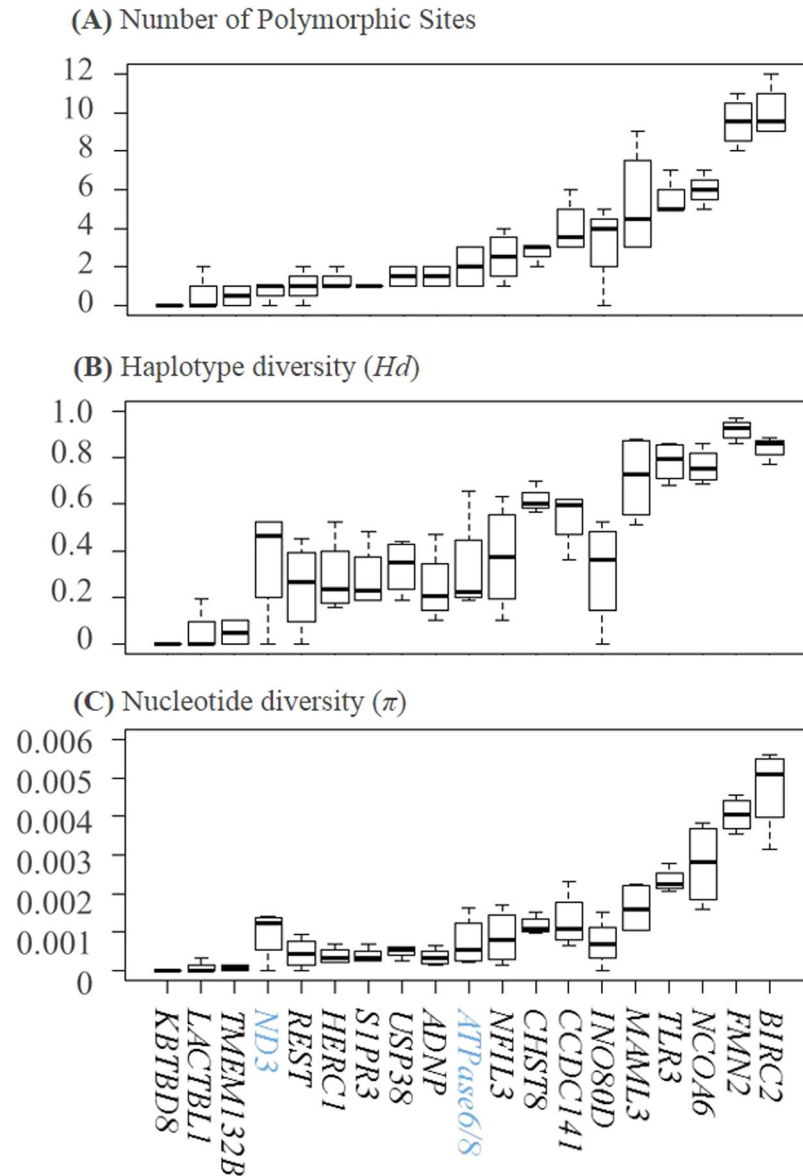 (A) Number of Polymorphic Sites
12
10
8
6
4
2
0
(B) Haplotype diversity (Hd)
1.0
0.8
0.6
0.4
0.2
0
(C) Nucleotide diversity (π)
0.006
0.005
0.004
0.003
0.002
0.001
0
KBTBD8
LACTBL1
TMEM132B
ND3
REST
HERC1
S1PR3
USP38
ADNP
ATPase6/8
NFIL3
CHST8
CCDC141
INO80D
MAML3
TLR3
NCOA6
FMN2
BIRC2